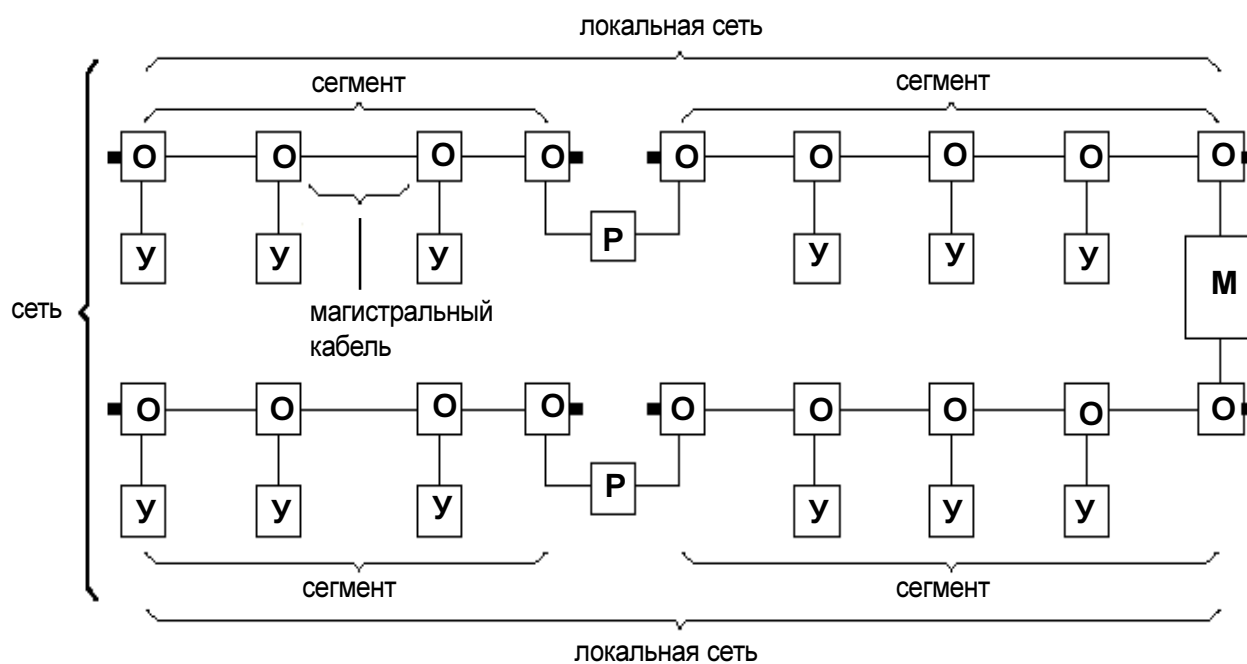 локальная сеть
сегмент сегмент
О О О О О О О О О
У У У Р У У У М
сеть
магистральный
кабель
О О О О О О О О О
У У У Р У У У
сегмент сегмент
локальная сеть